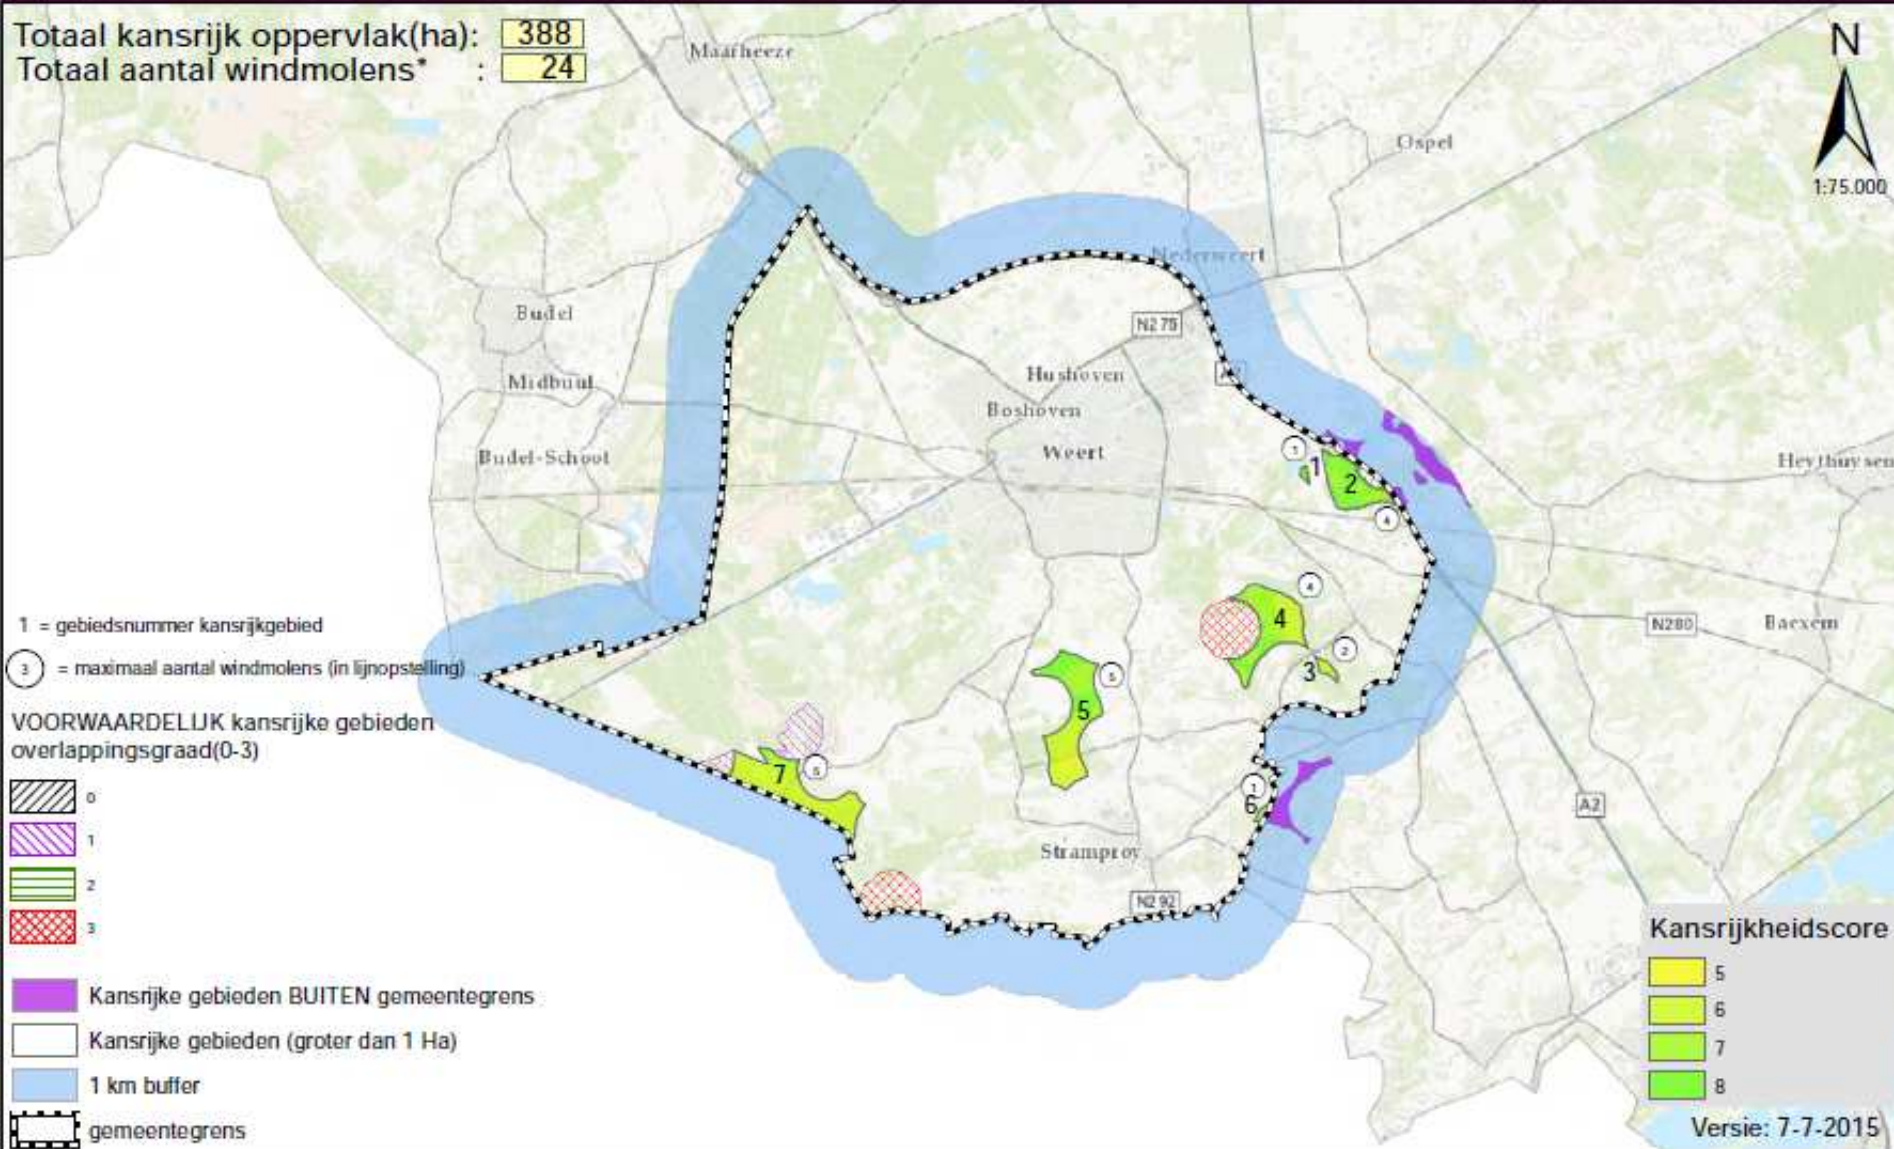 Totaal kansrijk oppervlak(ha): 388
Totaal aantal windmolens* : 24
Maarheeze
N
1:75.000
Ospel
Nederweert
Budel
N275
Midbuul
Hushoven
A2
Boshoven
Weert
Budel-Schoot
Heythuysen
1
1
2
4
4
4
3
2
5
5
7
5
1
6
N280
Baexem
A2
Stramproy
N292
1 = gebiedsnummer kansrijkgebied
3 = maximaal aantal windmolens (in lijnopstelling)
VOORWAARDELIJK kansrijke gebieden
overlappingsgraad(0-3)
0
1
2
3
Kansrijke gebieden BUITEN gemeentegrens
Kansrijke gebieden (groter dan 1 Ha)
1 km buffer
gemeentegrens
Kansrijkheidscore
5
6
7
8
Versie: 7-7-2015